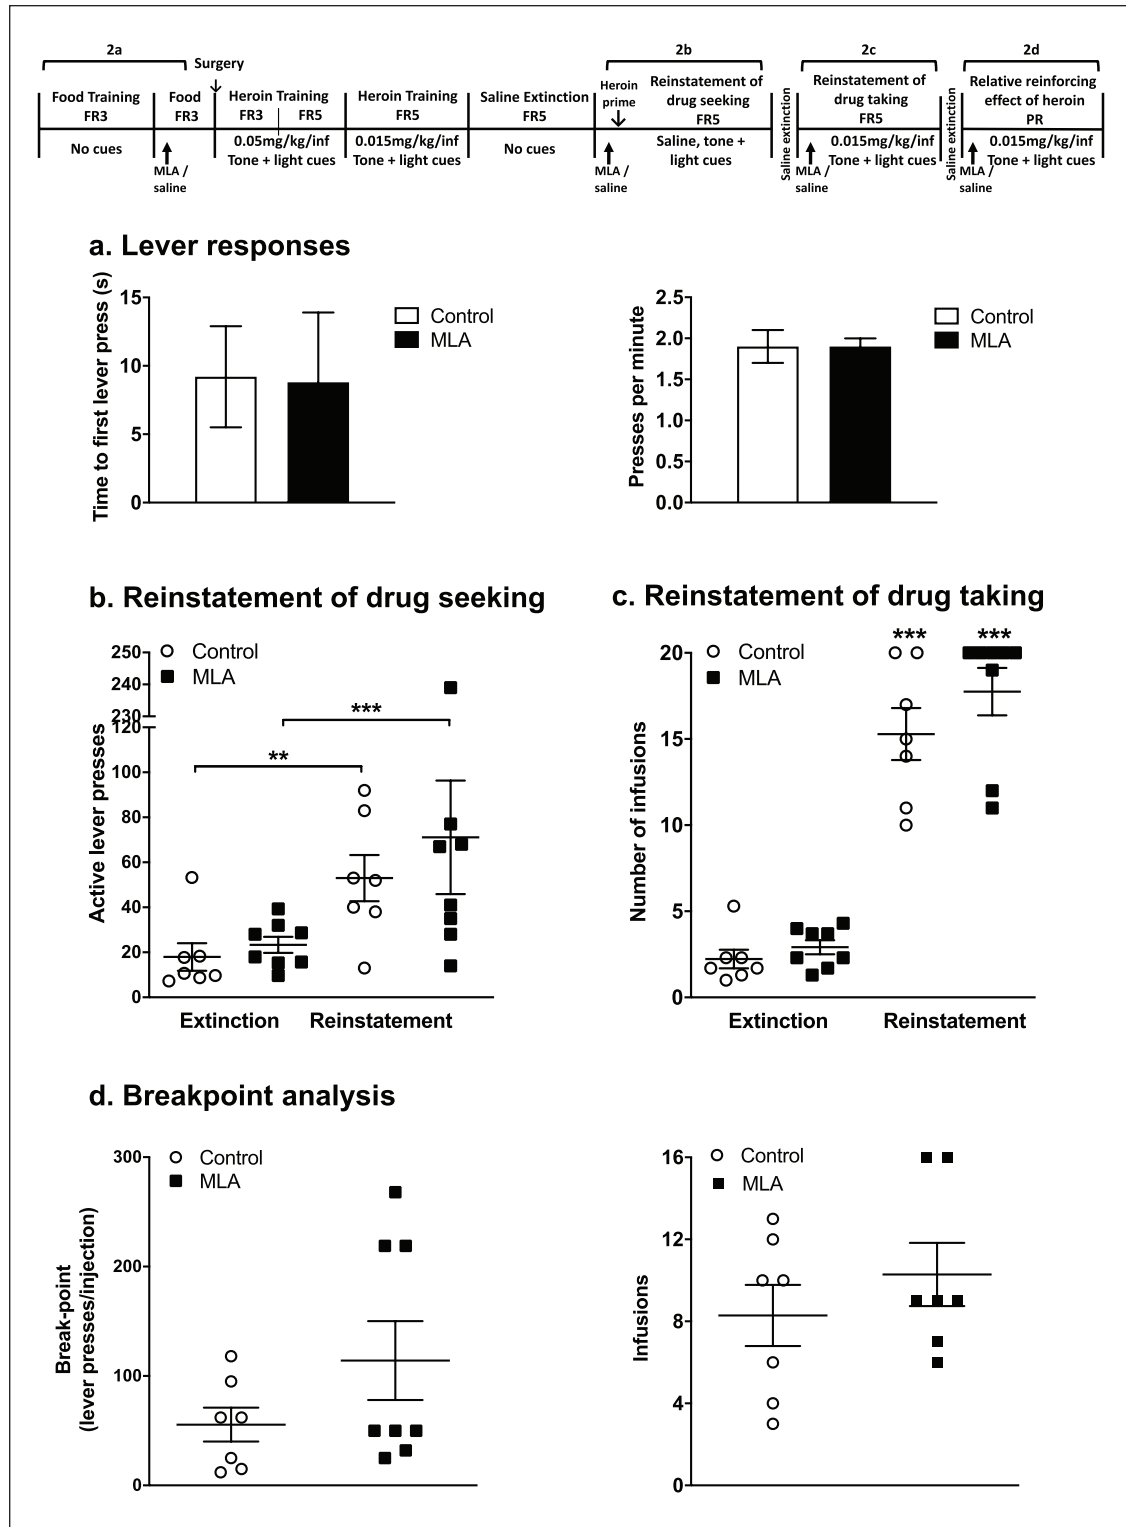 2a
2b
2c
2d
Surgery
Food Training
FR3
Food
FR3
Heroin Training
FR3
FR5
Heroin Training
FR5
Saline Extinction
FR5
Heroin
prime
Reinstatement of
drug seeking
FR5
Saline extinction
Reinstatement of
drug taking
FR5
Saline extinction
Relative reinforcing
effect of heroin
PR
No cues
MLA /
saline
0.05mg/kg/inf
Tone + light cues
0.015mg/kg/inf
Tone + light cues
No cues
MLA /
saline
Saline, tone +
light cues
MLA /
saline
0.015mg/kg/inf
Tone + light cues
MLA /
saline
0.015mg/kg/inf
Tone + light cues
a. Lever responses
Time to first lever press (s)
15
10
5
0
Control
MLA
Presses per minute
2.5
2.0
1.5
1.0
0.5
0.0
Control
MLA
b. Reinstatement of drug seeking
Active lever presses
250
240
230
120
100
80
60
40
20
0
Control
MLA
***
**
Extinction
Reinstatement
c. Reinstatement of drug taking
Number of infusions
20
15
10
5
0
Control
MLA
***
***
Extinction
Reinstatement
d. Breakpoint analysis
Break-point
(lever presses/injection)
300
200
100
0
Control
MLA
Infusions
16
12
8
4
0
Control
MLA